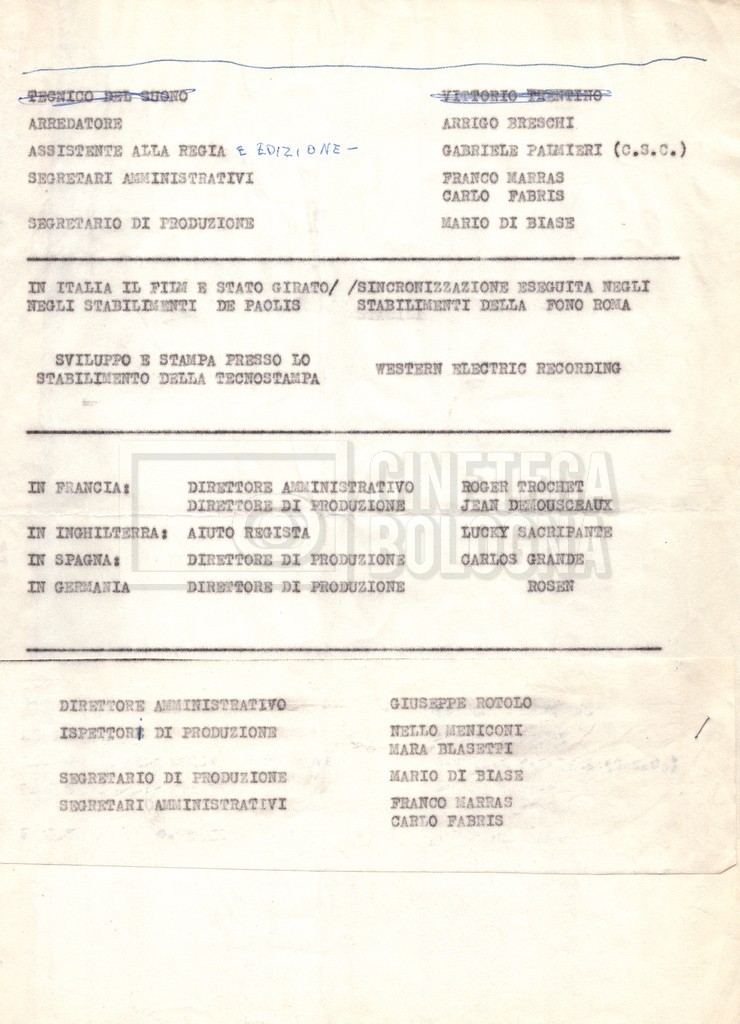 TECNICO DEL SUONO VITTORIO TRENTINO
ARREDATORE ARRIGO BRESCHI
ASSISTENTE ALLA REGIA E EDIZIONE - GABRIELE PALMIERI (C.S.C.)
SEGRETARI AMMINISTRATIVI FRANCO MARRAS
CARLO FABRIS
SEGRETARIO DI PRODUZIONE MARIO DI BIASE
IN ITALIA IL FILM E STATO GIRATO/ /SINCRONIZZAZIONE ESEGUITA NEGLI
NEGLI STABILIMENTI DE PAOLIS STABILIMENTI DELLA FONO ROMA
SVILUPPO E STAMPA PRESSO LO
STABILIMENTO DELLA TECNOSTAMPA
WESTERN ELECTRIC RECORDING
CINETECA
BOLOGNA
IN FRANCIA: DIRETTORE AMMINISTRATIVO ROGER TROCHET
DIRETTORE DI PRODUZIONE JEAN DEMOUSCEAUX
IN INGHILTERRA: AIUTO REGISTA LUCKY SACRIPANTE
IN SPAGNA: DIRETTORE DI PRODUZIONE CARLOS GRANDE
IN GERMANIA DIRETTORE DI PRODUZIONE ROSEN
DIRETTORE AMMINISTRATIVO GIUSEPPE ROTOLO
ISPETTORI DI PRODUZIONE NELLO MENICONI
MARA BLASETTI
SEGRETARIO DI PRODUZIONE MARIO DI BIASE
SEGRETARI AMMINISTRATIVI FRANCO MARRAS
CARLO FABRIS